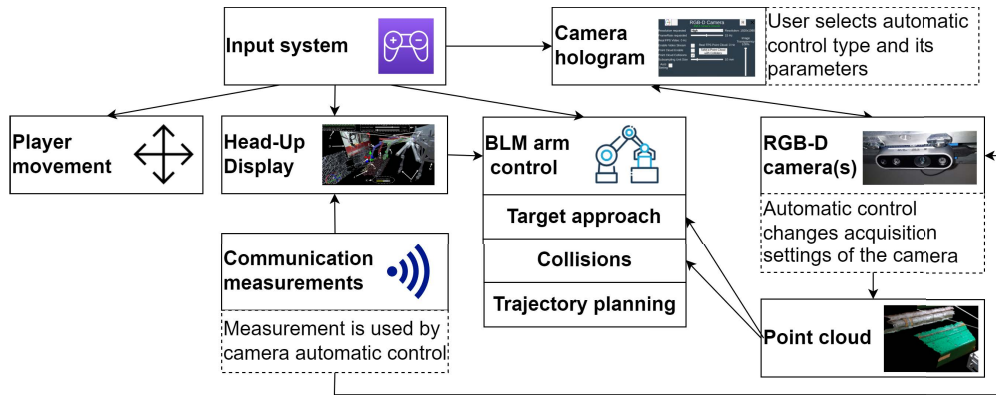 Input system
Camera
hologram
RGB-D Camera
User selects automatic
control type and its
parameters
Player
movement
Head-Up
Display
BLM arm
control
RGB-D
camera(s)
Target approach
Automatic control
changes acquisition
settings of the camera
Communication
measurements
Collisions
Trajectory planning
Measurement is used by
camera automatic control
Point cloud